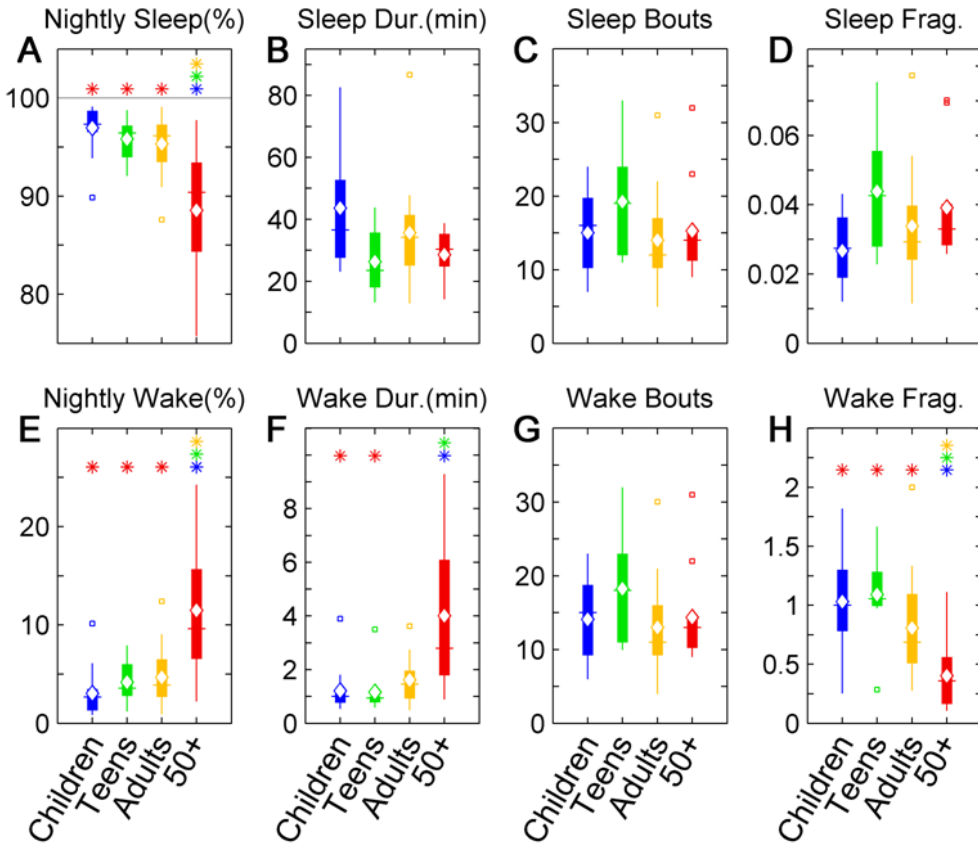 Nightly Sleep(%) Sleep Dur.(min) Sleep Bouts Sleep Frag.
A B C D
100
90
80
80
60
40
20
0
30
20
10
0
0.06
0.04
0.02
0
Nightly Wake(%) Wake Dur.(min) Wake Bouts Wake Frag.
E F G H
20
10
0
8
6
4
2
0
30
20
10
0
2
1.5
1
0.5
0
Children
Teens
Adults
50+
Children
Teens
Adults
50+
Children
Teens
Adults
50+
Children
Teens
Adults
50+